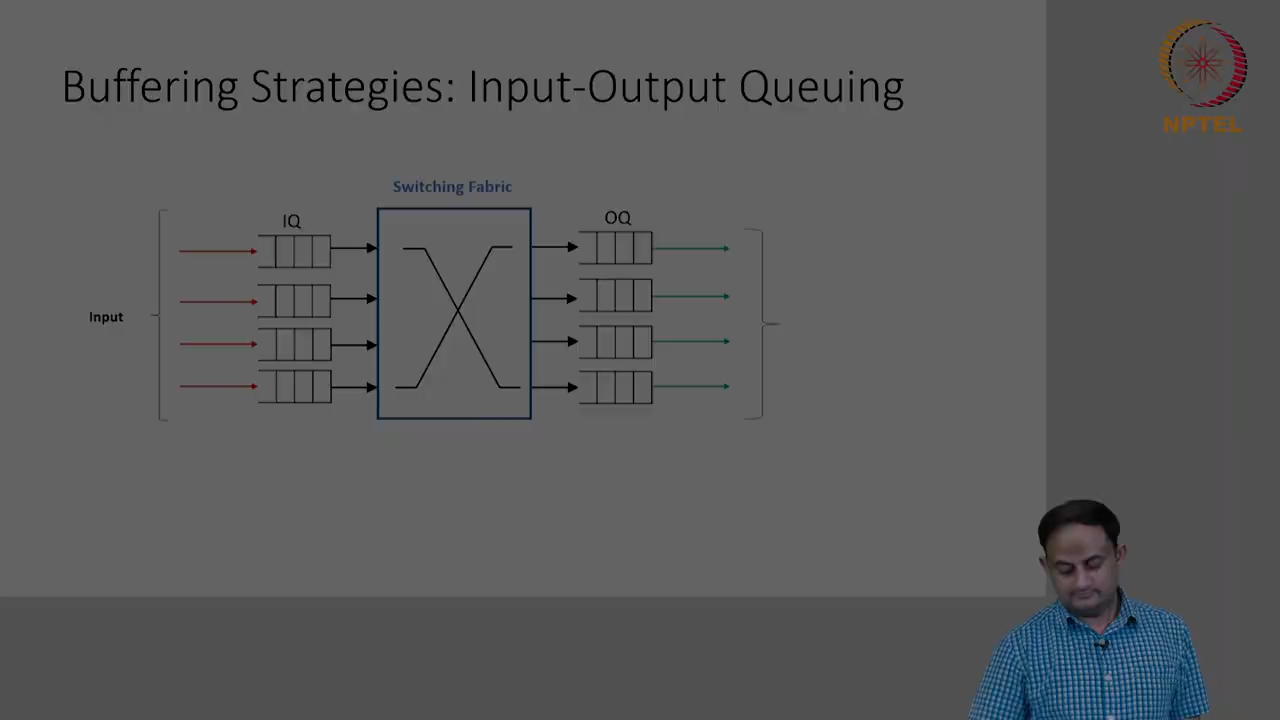 Buffering Strategies: Input-Output Queuing
NPTEL
Switching Fabric
IQ
OQ
Input